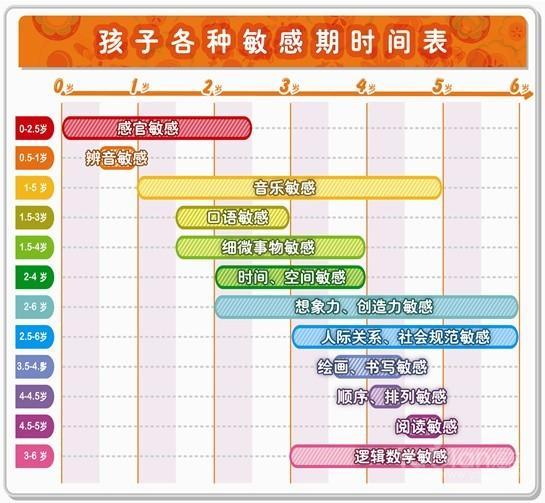 孩子各种敏感期时间表
0岁 1岁 2岁 3岁 4岁 5岁 6岁
0-2.5岁 感官敏感
0.5-1岁 辨音敏感
1-5岁 音乐敏感
1.5-3岁 口语敏感
1.5-4岁 细微事物敏感
2-4岁 时间、空间敏感
2-6岁 想象力、创造力敏感
2.5-6岁 人际关系、社会规范敏感
3.5-4.5岁 绘画、书写敏感
4-4.5岁 顺序、排列敏感
4.5-5岁 阅读敏感
3-6岁 逻辑数学敏感